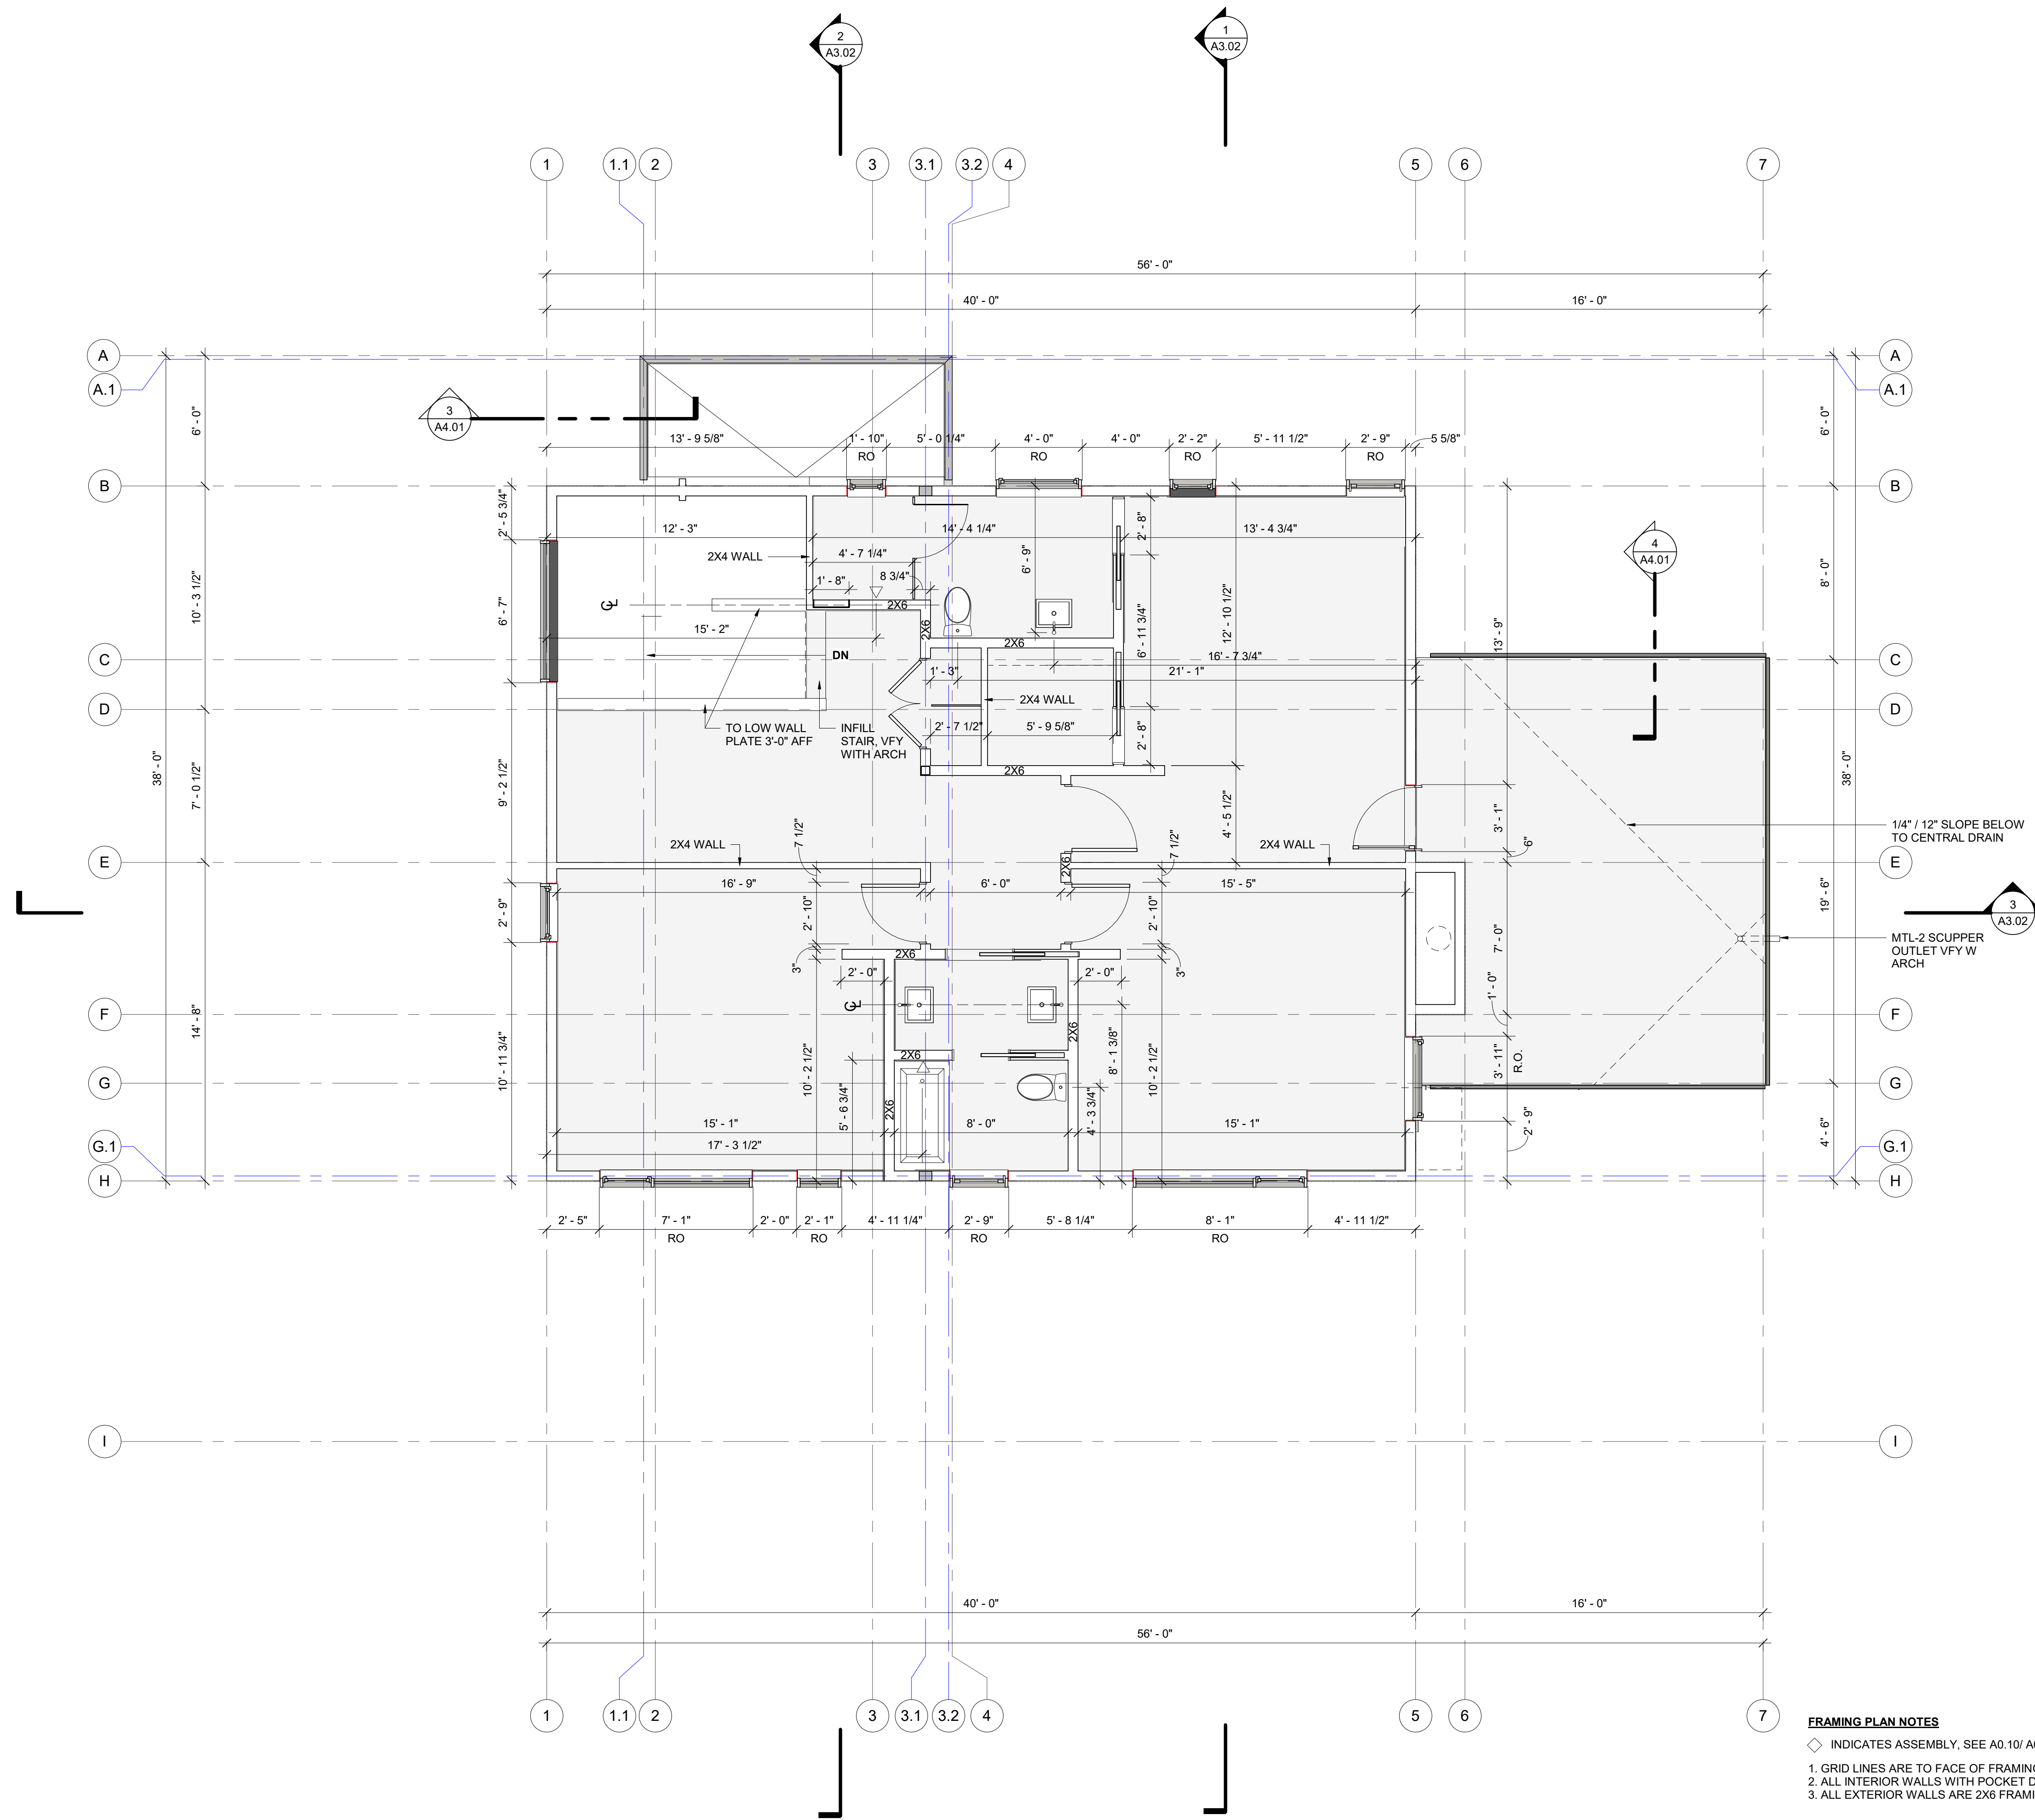 2
A3.02
1
A3.02
1
1.1
2
3
3.1
3.2
4
5
6
7
56' - 0"
40' - 0"
16' - 0"
A
A
A.1
A.1
3
A4.01
6' - 0"
6' - 0"
13' - 9 5/8"
1' - 10"
RO
5' - 0 1/4"
4' - 0"
RO
4' - 0"
2' - 2"
RO
5' - 11 1/2"
2' - 9"
RO
5 5/8"
B
B
2' - 5 3/4"
12' - 3"
14' - 4 1/4"
2' - 8"
13' - 4 3/4"
2X4 WALL
4' - 7 1/4"
6' - 9"
4
A4.01
1' - 8"
8 3/4"
2X6
10' - 3 1/2"
6' - 7"
8' - 0"
12' - 10 1/2"
13' - 9"
15' - 2"
2X6
2X6
6' - 11 3/4"
DN
16' - 7 3/4"
C
C
1' - 3"
21' - 1"
2X4 WALL
D
D
TO LOW WALL
PLATE 3'-0" AFF
INFILL
STAIR, VFY
WITH ARCH
2' - 7 1/2"
5' - 9 5/8"
2' - 8"
2X6
38' - 0"
7' - 0 1/2"
9' - 2 1/2"
38' - 0"
4' - 5 1/2"
3' - 1"
6"
1/4" / 12" SLOPE BELOW
TO CENTRAL DRAIN
2X4 WALL
7 1/2"
7 1/2"
2X4 WALL
E
E
2X6
16' - 9"
6' - 0"
15' - 5"
2' - 9"
2' - 10"
2' - 10"
19' - 6"
7' - 0"
3
A3.02
MTL-2 SCUPPER
OUTLET VFY W
ARCH
2X6
3"
3"
2' - 0"
2' - 0"
1' - 0"
F
F
14' - 8"
2X6
2X6
10' - 11 3/4"
10' - 2 1/2"
8' - 1 3/8"
10' - 2 1/2"
3' - 11"
R.O.
G
G
5' - 6 3/4"
2X6
4' - 3 3/4"
15' - 1"
8' - 0"
15' - 1"
2' - 9"
4' - 6"
17' - 3 1/2"
G.1
G.1
H
H
2' - 5"
7' - 1"
RO
2' - 0"
2' - 1"
RO
4' - 11 1/4"
2' - 9"
RO
5' - 8 1/4"
8' - 1"
RO
4' - 11 1/2"
I
I
40' - 0"
16' - 0"
56' - 0"
1
1.1
2
3
3.1
3.2
4
5
6
7
FRAMING PLAN NOTES
INDICATES ASSEMBLY, SEE A0.10/
1. GRID LINES ARE TO FACE OF
2. ALL INTERIOR WALLS WITH POCKET
3. ALL EXTERIOR WALLS ARE 2X6